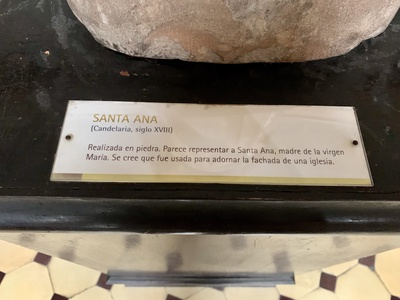 SANTA ANA
(Candelaria, siglo XVIII)
Realizada en piedra. Parece representar a Santa Ana, madre de la virgen
María. Se cree que fue usada para adornar la fachada de una iglesia.